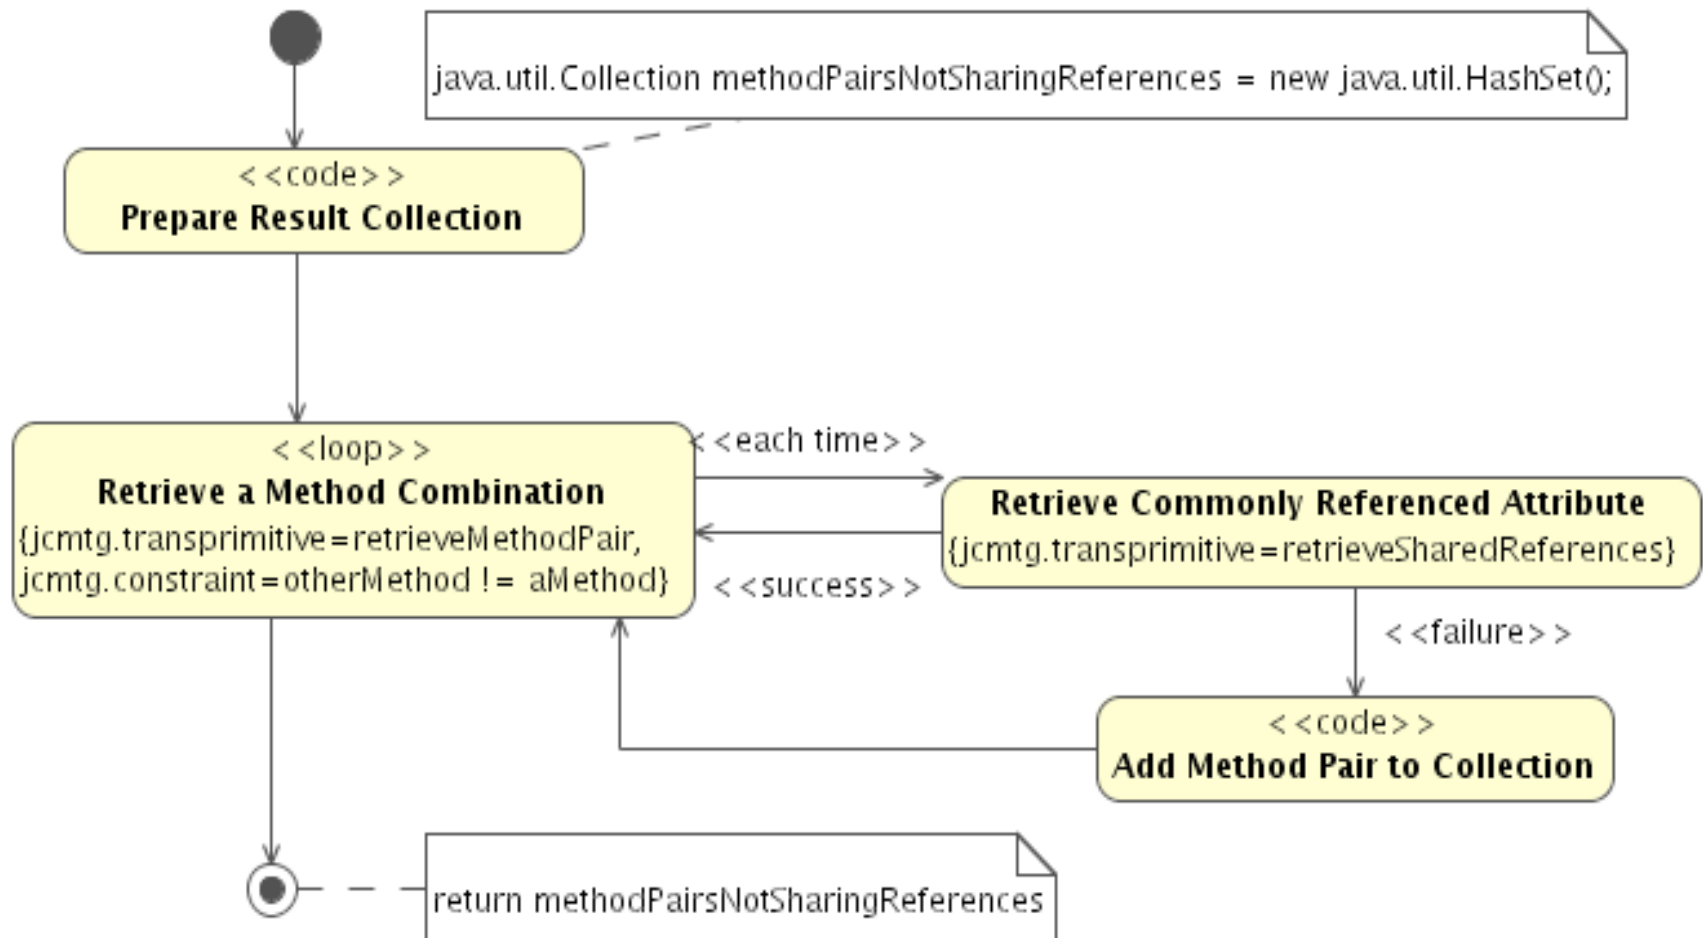 java.util.Collection methodPairsNotSharingReferences = new java.util.HashSet();
<<code>>
Prepare Result Collection
<<loop>>
Retrieve a Method Combination
{jcmtg.transprimitive=retrieveMethodPair,
jcmtg.constraint=otherMethod != aMethod}
<<each time>>
Retrieve Commonly Referenced Attribute
{jcmtg.transprimitive=retrieveSharedReferences}
<<success>>
<<failure>>
<<code>>
Add Method Pair to Collection
return methodPairsNotSharingReferences